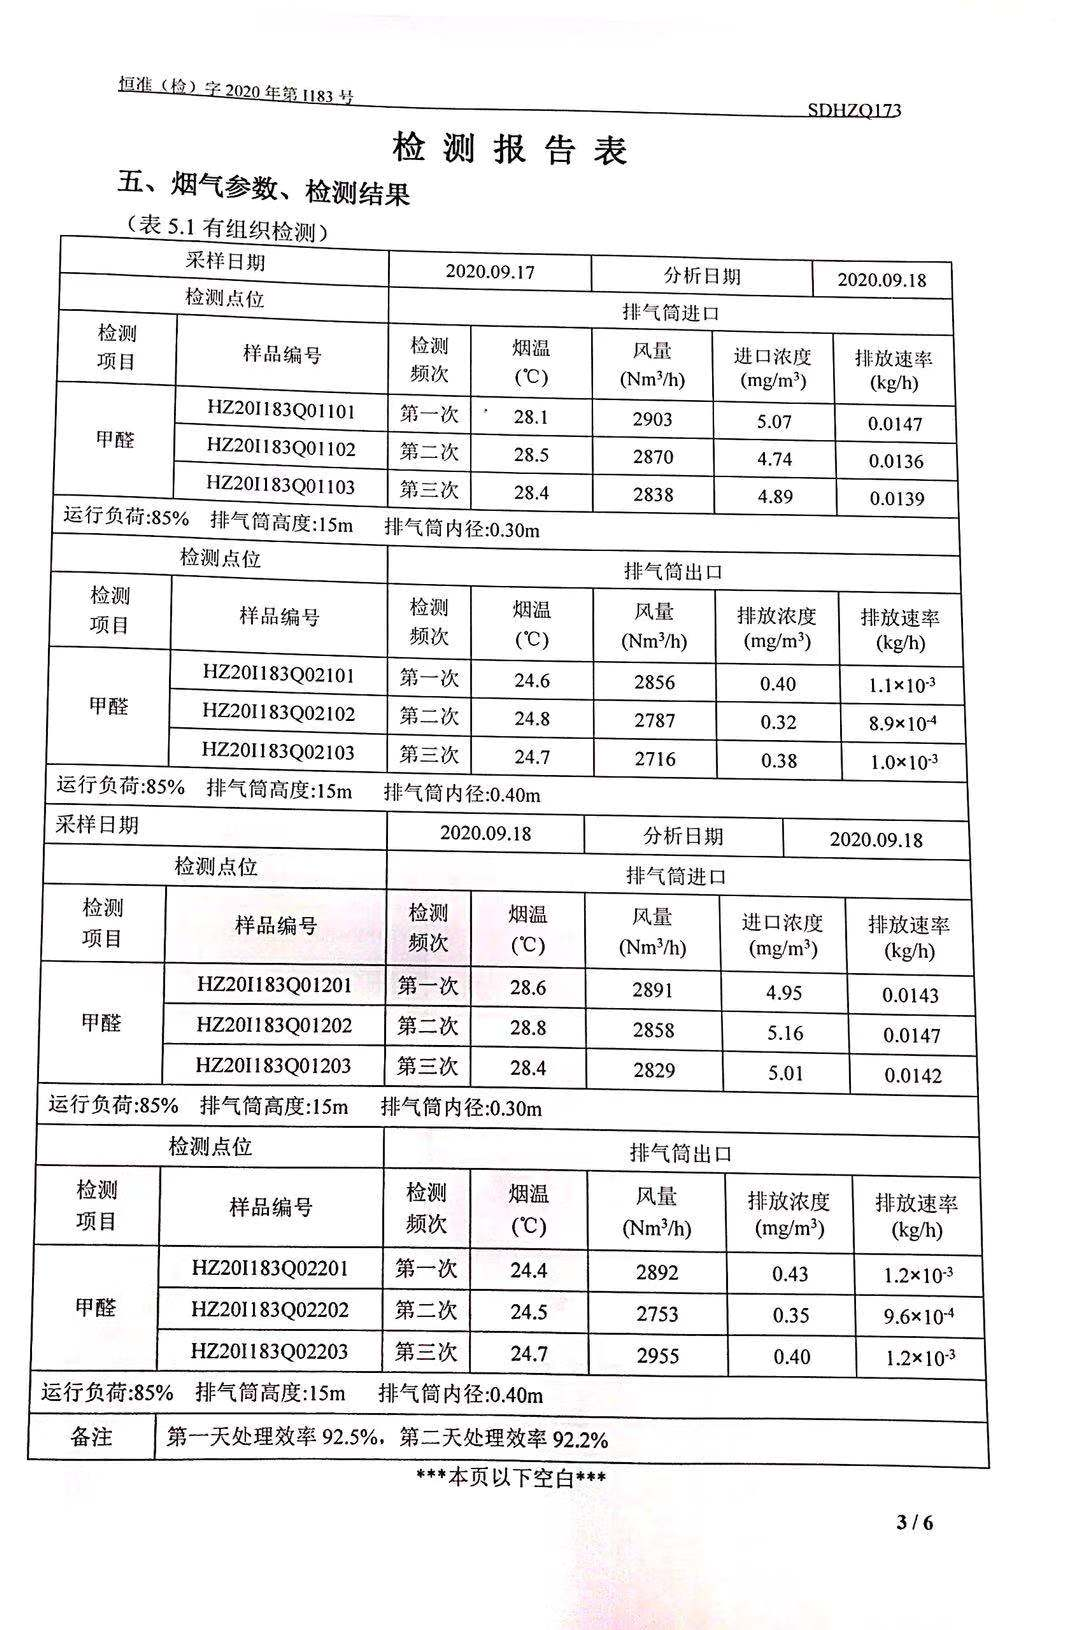 恒准（检）字 2020 年第 I183 号
SDHZQ173
检 测 报 告 表
五、烟气参数、检测结果
（表 5.1 有组织检测）
采样日期 2020.09.17 分析日期 2020.09.18
检测点位 排气筒进口
检测项目 样品编号 检测频次 烟温(℃) 风量(Nm³/h) 进口浓度(mg/m³) 排放速率(kg/h)
甲醛 HZ20I183Q01101 第一次 28.1 2903 5.07 0.0147
HZ20I183Q01102 第二次 28.5 2870 4.74 0.0136
HZ20I183Q01103 第三次 28.4 2838 4.89 0.0139
运行负荷:85% 排气筒高度:15m 排气筒内径:0.30m
检测点位 排气筒出口
检测项目 样品编号 检测频次 烟温(℃) 风量(Nm³/h) 排放浓度(mg/m³) 排放速率(kg/h)
甲醛 HZ20I183Q02101 第一次 24.6 2856 0.40 1.1×10⁻³
HZ20I183Q02102 第二次 24.8 2787 0.32 8.9×10⁻⁴
HZ20I183Q02103 第三次 24.7 2716 0.38 1.0×10⁻³
运行负荷:85% 排气筒高度:15m 排气筒内径:0.40m
采样日期 2020.09.18 分析日期 2020.09.18
检测点位 排气筒进口
检测项目 样品编号 检测频次 烟温(℃) 风量(Nm³/h) 进口浓度(mg/m³) 排放速率(kg/h)
甲醛 HZ20I183Q01201 第一次 28.6 2891 4.95 0.0143
HZ20I183Q01202 第二次 28.8 2858 5.16 0.0147
HZ20I183Q01203 第三次 28.4 2829 5.01 0.0142
运行负荷:85% 排气筒高度:15m 排气筒内径:0.30m
检测点位 排气筒出口
检测项目 样品编号 检测频次 烟温(℃) 风量(Nm³/h) 排放浓度(mg/m³) 排放速率(kg/h)
甲醛 HZ20I183Q02201 第一次 24.4 2892 0.43 1.2×10⁻³
HZ20I183Q02202 第二次 24.5 2753 0.35 9.6×10⁻⁴
HZ20I183Q02203 第三次 24.7 2955 0.40 1.2×10⁻³
运行负荷:85% 排气筒高度:15m 排气筒内径:0.40m
备注 第一天处理效率 92.5%，第二天处理效率 92.2%
***本页以下空白***
3 / 6